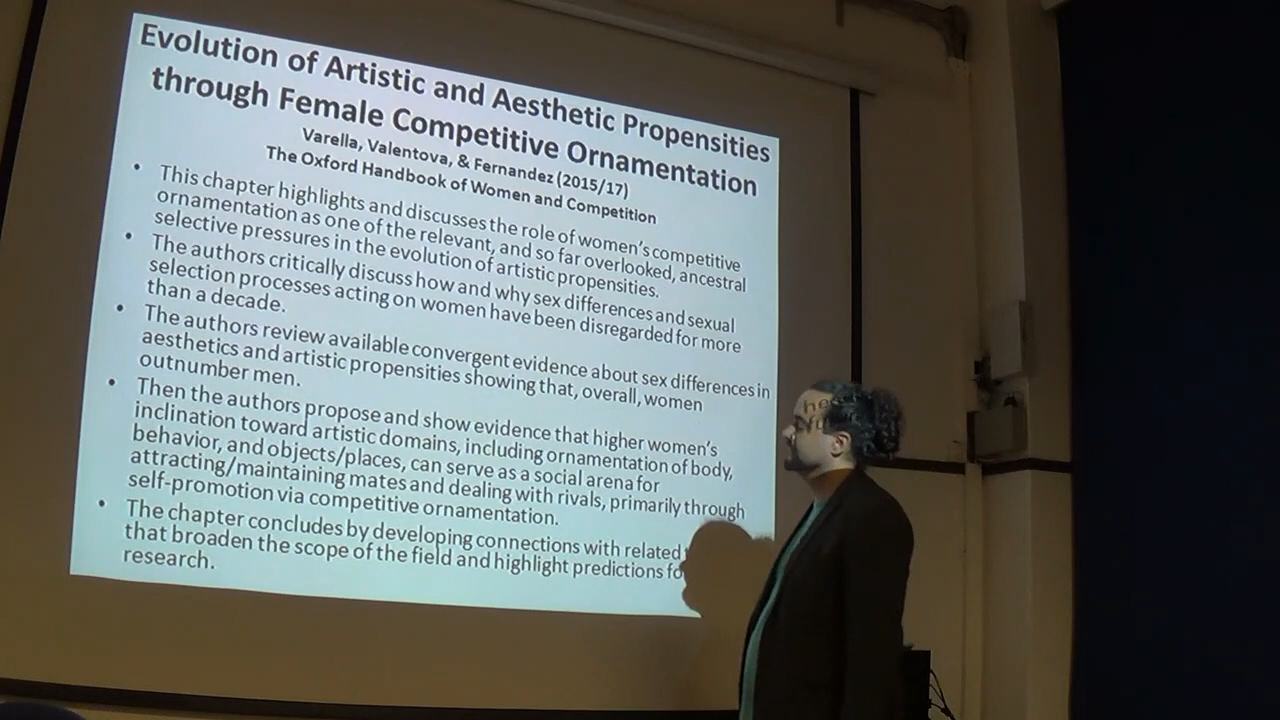 Evolution of Artistic and Aesthetic Propensities
through Female Competitive Ornamentation
Varella, Valentova, & Fernandez (2015/17)
The Oxford Handbook of Women and Competition
• This chapter highlights and discusses the role of women's competitive
ornamentation as one of the relevant, and so far overlooked, ancestral
selective pressures in the evolution of artistic propensities.
• The authors critically discuss how and why sex differences and sexual
selection processes acting on women have been disregarded for more
than a decade.
• The authors review available convergent evidence about sex differences in
aesthetics and artistic propensities showing that, overall, women
outnumber men.
• Then the authors propose and show evidence that higher women's
inclination toward artistic domains, including ornamentation of body,
behavior, and objects/places, can serve as a social arena for
attracting/maintaining mates and dealing with rivals, primarily through
self-promotion via competitive ornamentation.
• The chapter concludes by developing connections with related
that broaden the scope of the field and highlight predictions
research.